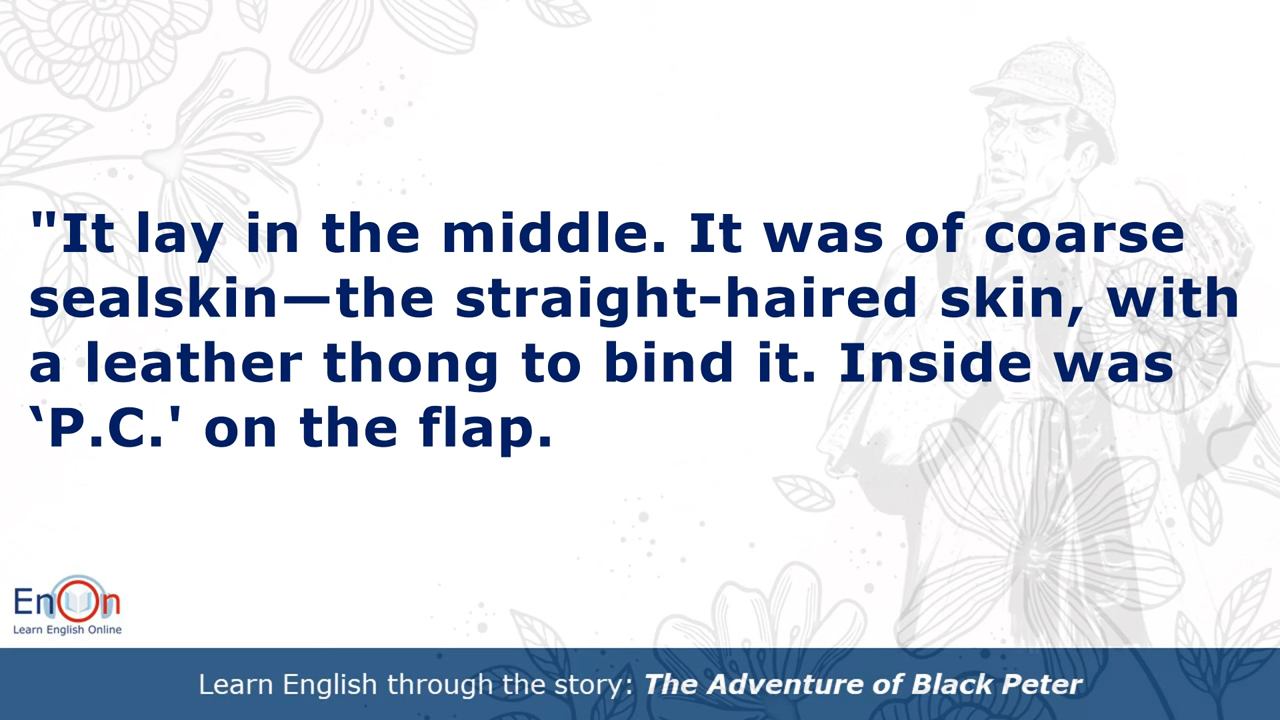 "It lay in the middle. It was of coarse
sealskin—the straight-haired skin, with
a leather thong to bind it. Inside was
‛P.C.' on the flap.
EnOn
Learn English Online
Learn English through the story: The Adventure of Black Peter